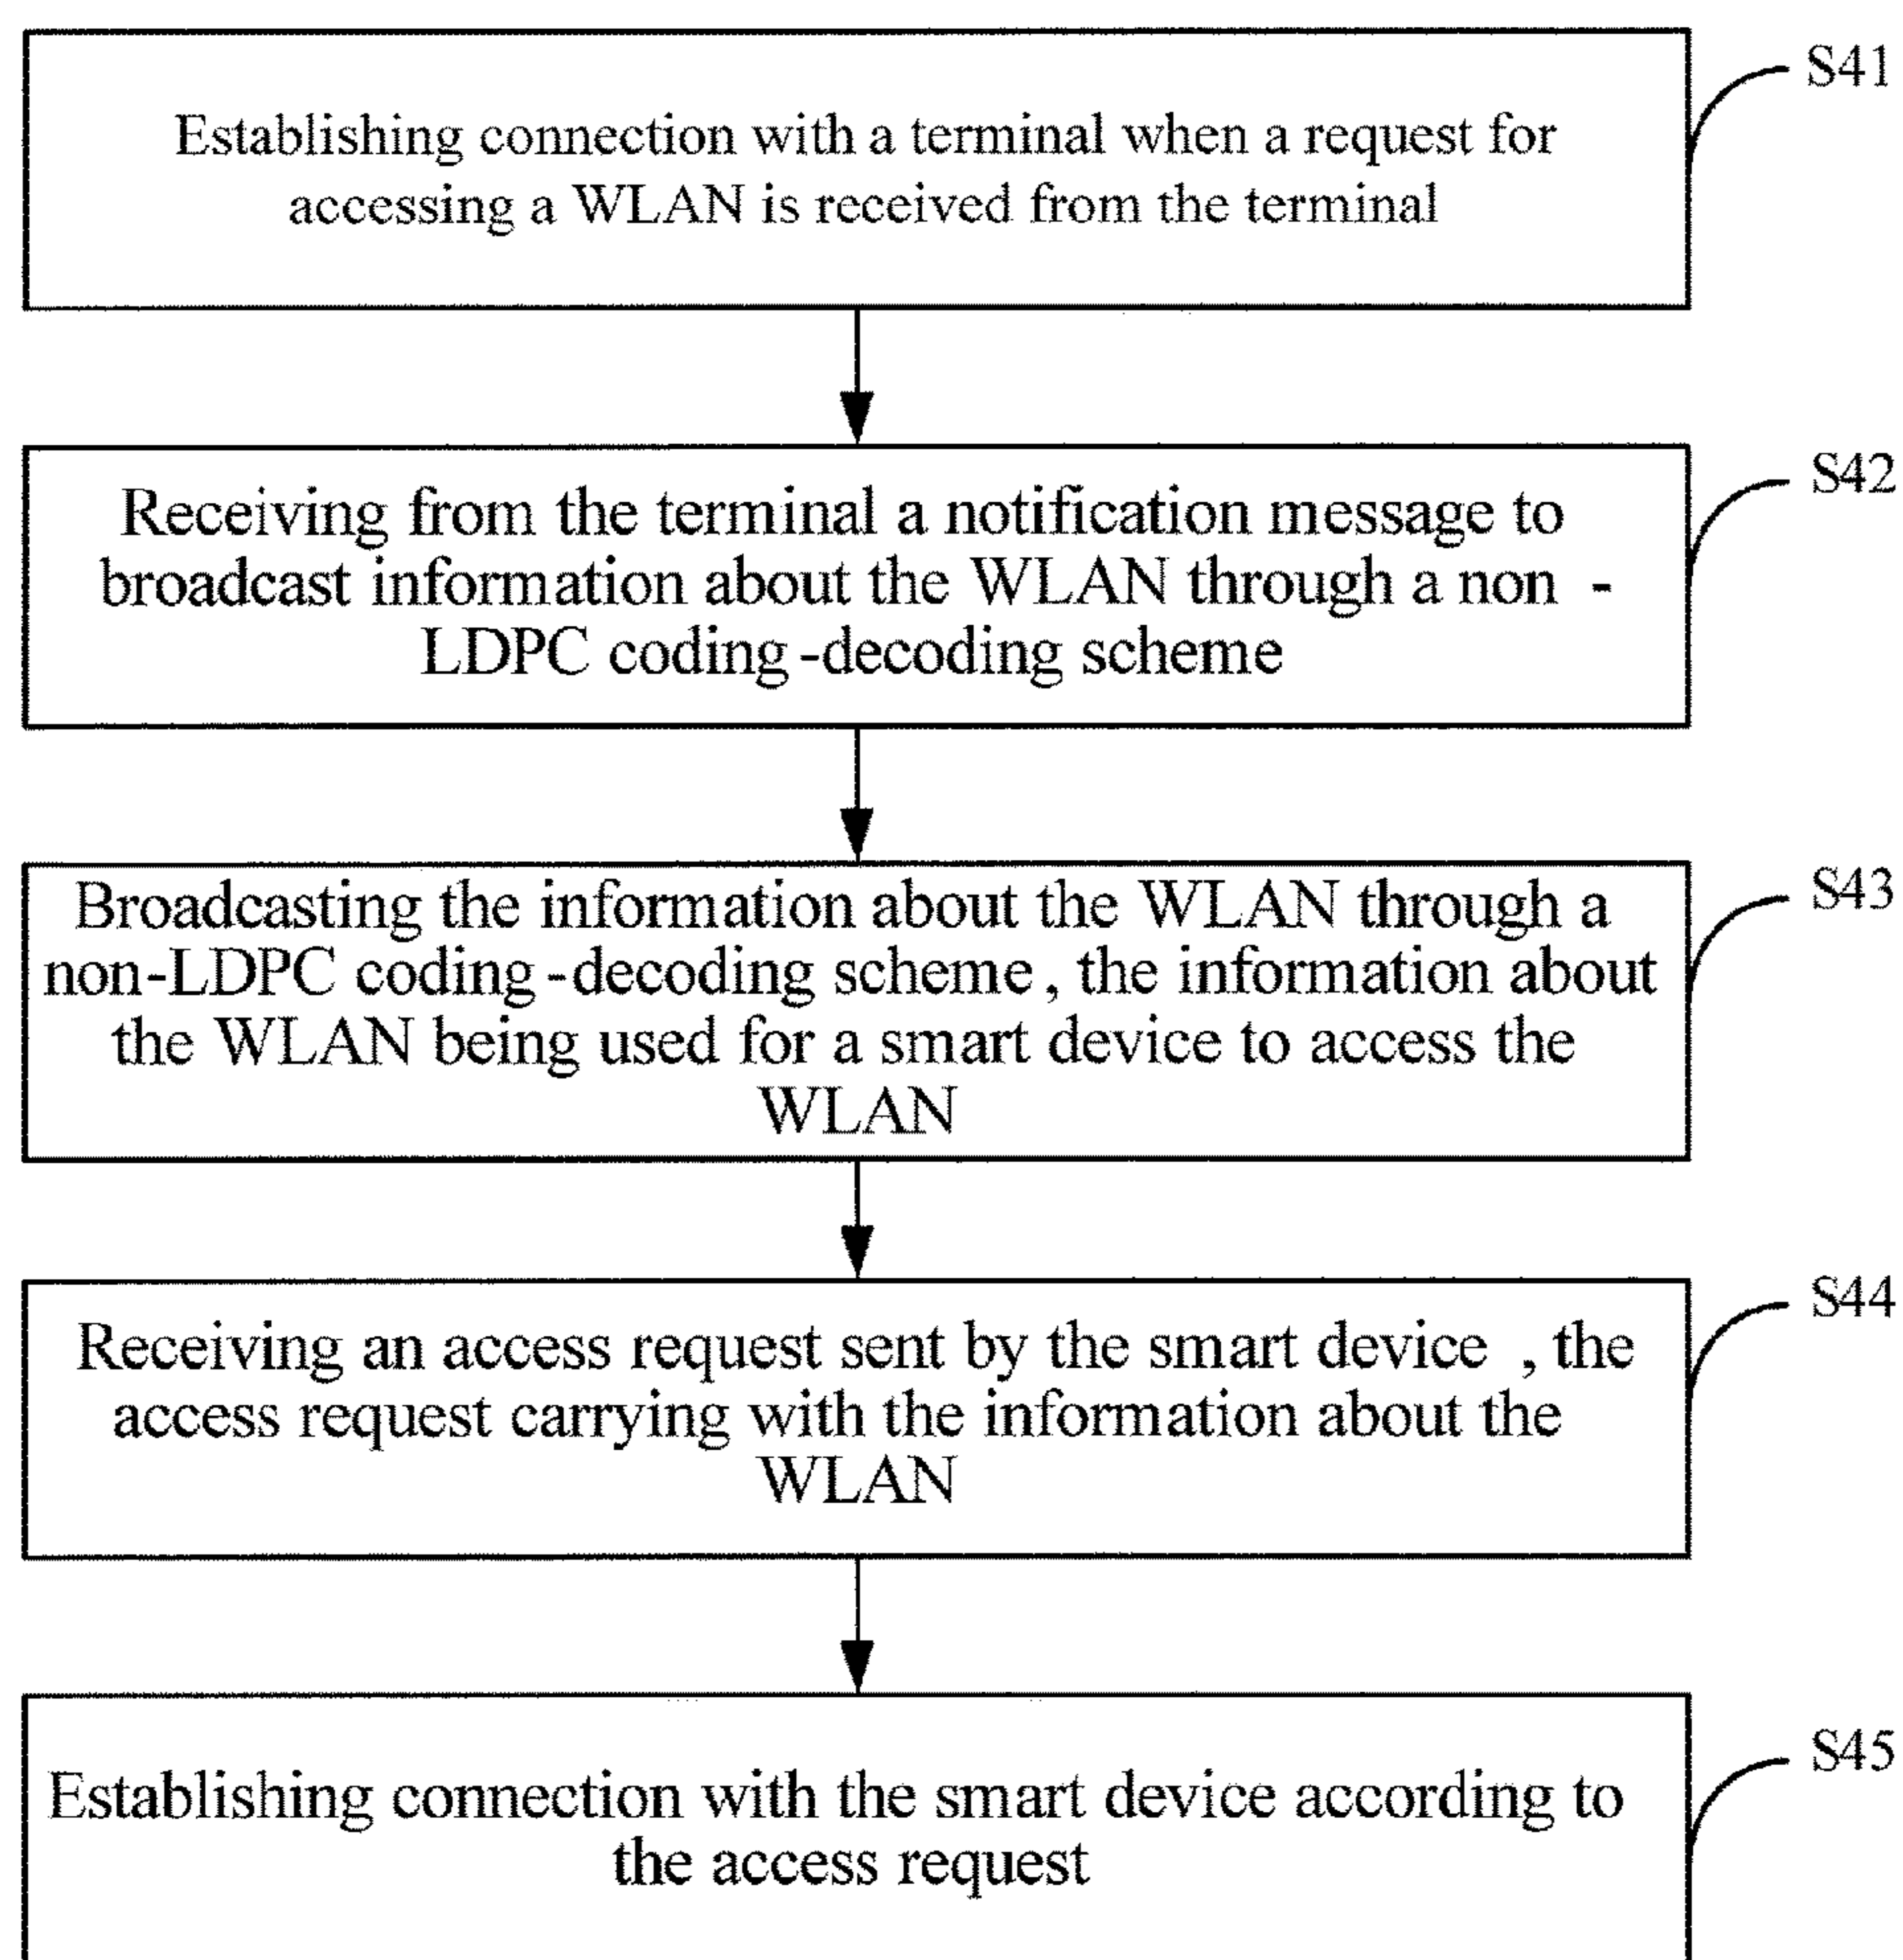 S41
Establishing connection with a terminal when a request for
accessing a WLAN is received from the terminal
S42
Receiving from the terminal a notification message to
broadcast information about the WLAN through a non -
LDPC coding-decoding scheme
S43
Broadcasting the information about the WLAN through a
non-LDPC coding-decoding scheme, the information about
the WLAN being used for a smart device to access the
WLAN
S44
Receiving an access request sent by the smart device , the
access request carrying with the information about the
WLAN
S45
Establishing connection with the smart device according to
the access request